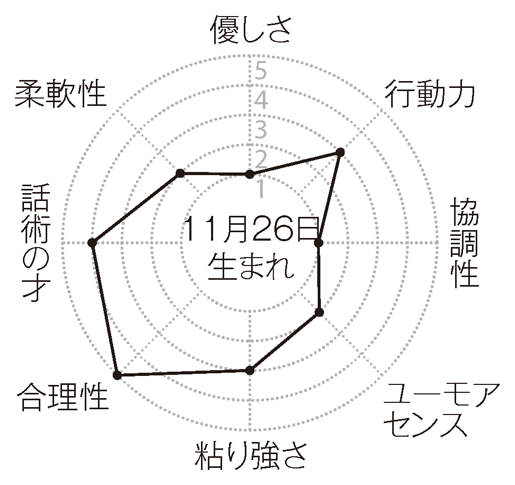 優しさ
行動力
協調性
ユーモア
センス
粘り強さ
合理性
話術の才
柔軟性
5
4
3
2
1
11月26日
生まれ